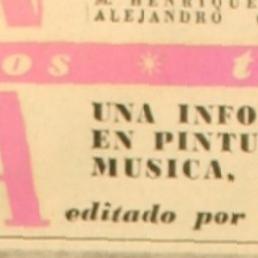 M. HENRIQUE
ALEJANDRO
os * t
UNA INFO
EN PINTU
MUSICA,
A
editado por